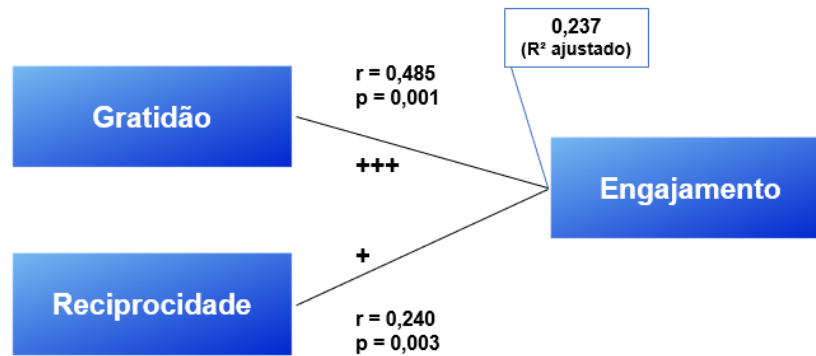 0,237
(R² ajustado)
r = 0,485
p = 0,001
Gratidão
+++
Engajamento
+
Reciprocidade
r = 0,240
p = 0,003